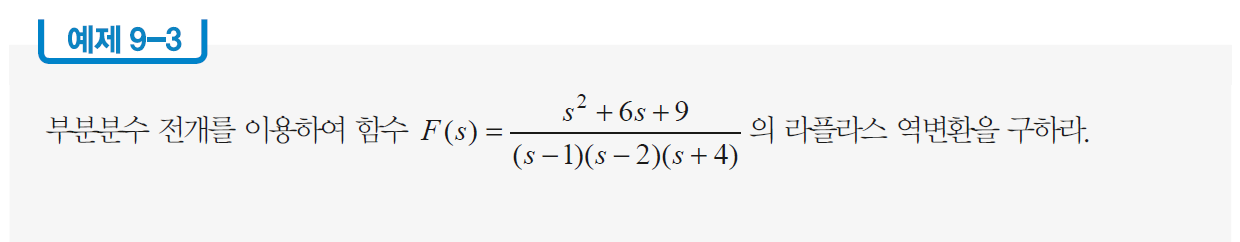 예제 9-3
부분분수 전개를 이용하여 함수 F(s) = (s² + 6s + 9) / ((s − 1)(s − 2)(s + 4)) 의 라플라스 역변환을 구하라.